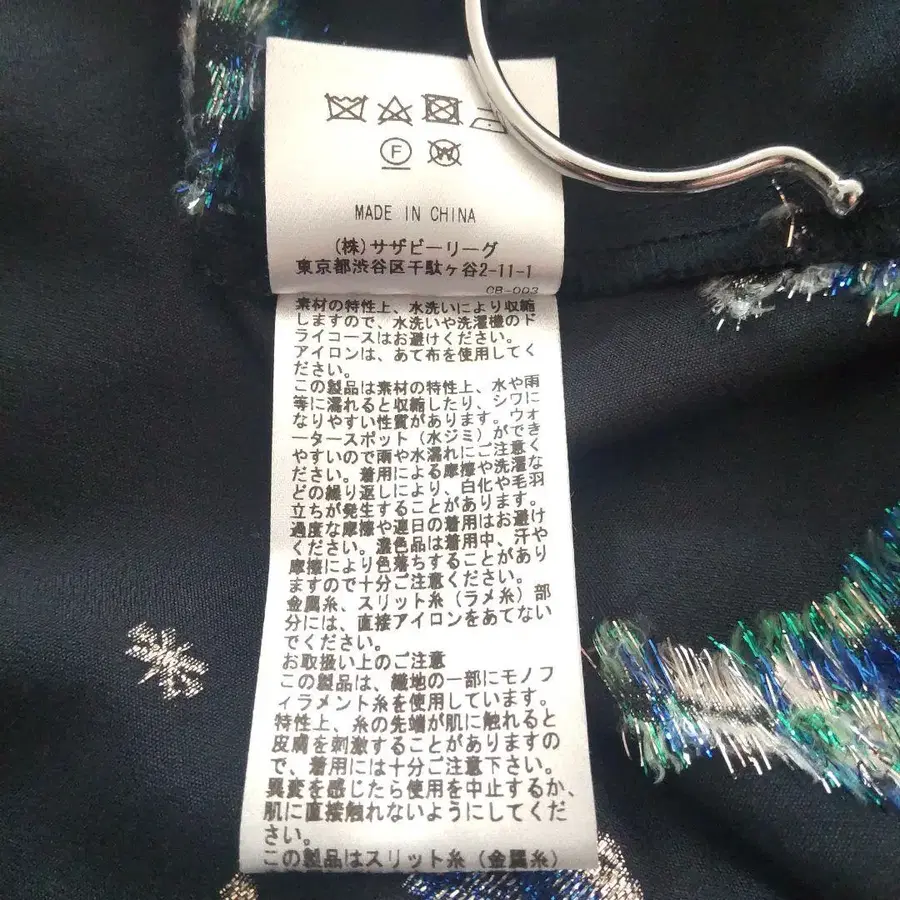 F
W
MADE IN CHINA
(株)サザビーリーグ
東京都渋谷区千駄ヶ谷2-11-1
CB-003
素材の特性上、水洗いにより収縮
しますので、水洗いや洗濯機のド
ライコースはお避けください。
アイロンは、あて布を使用してく
ださい。
この製品は素材の特性上、水や雨
等に濡れると収縮したり、シワに
なりやすい性質があります。ウォ
ータースポット(水ジミ)ができ
やすいので雨や水濡れにご注意く
ださい。着用による摩擦や洗濯な
どの繰り返しにより、白化や毛羽
立ちが発生することがあります。
過度な摩擦や連日の着用はお避け
ください。濃色品は着用中、汗や
摩擦により色落ちすることがあり
ますので十分ご注意ください。
金属糸、スリット糸(ラメ糸)部
分には、直接アイロンをあてない
でください。
お取扱い上のご注意
この製品は、織地の一部にモノフ
ィラメント糸を使用しています。
特性上、糸の先端が肌に触れると
皮膚を刺激することがありますの
で、着用には十分ご注意下さい。
異変を感じたら使用を中止するか、
肌に直接触れないようにしてくだ
さい。
この製品はスリット糸(金属糸)